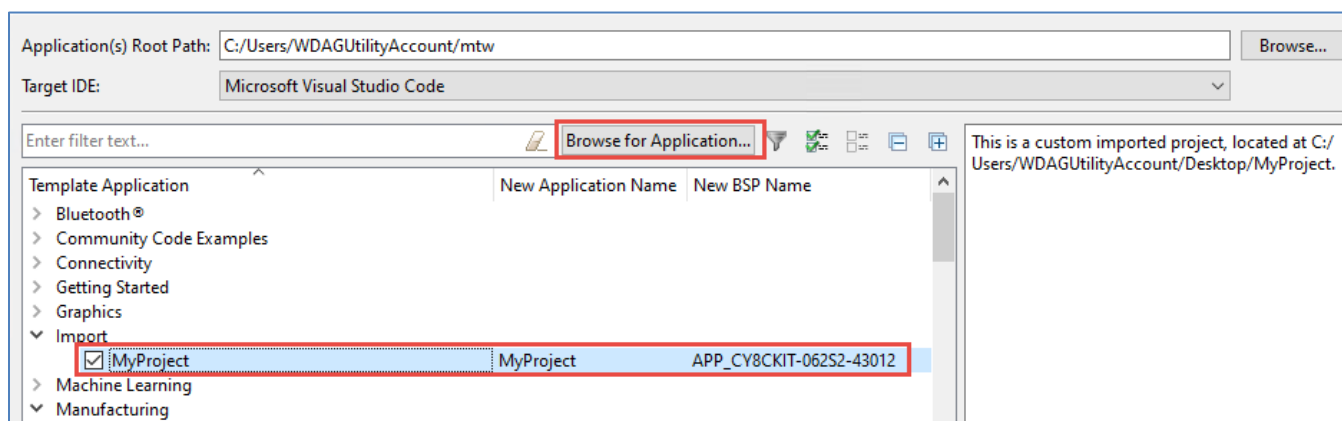 Application(s) Root Path: C:/Users/WDAGUtilityAccount/mtw Browse...
Target IDE: Microsoft Visual Studio Code
Enter filter text... Browse for Application...
This is a custom imported project, located at C:/
Users/WDAGUtilityAccount/Desktop/MyProject.
Template Application New Application Name New BSP Name
Bluetooth®
Community Code Examples
Connectivity
Getting Started
Graphics
Import
MyProject MyProject APP_CY8CKIT-062S2-43012
Machine Learning
Manufacturing